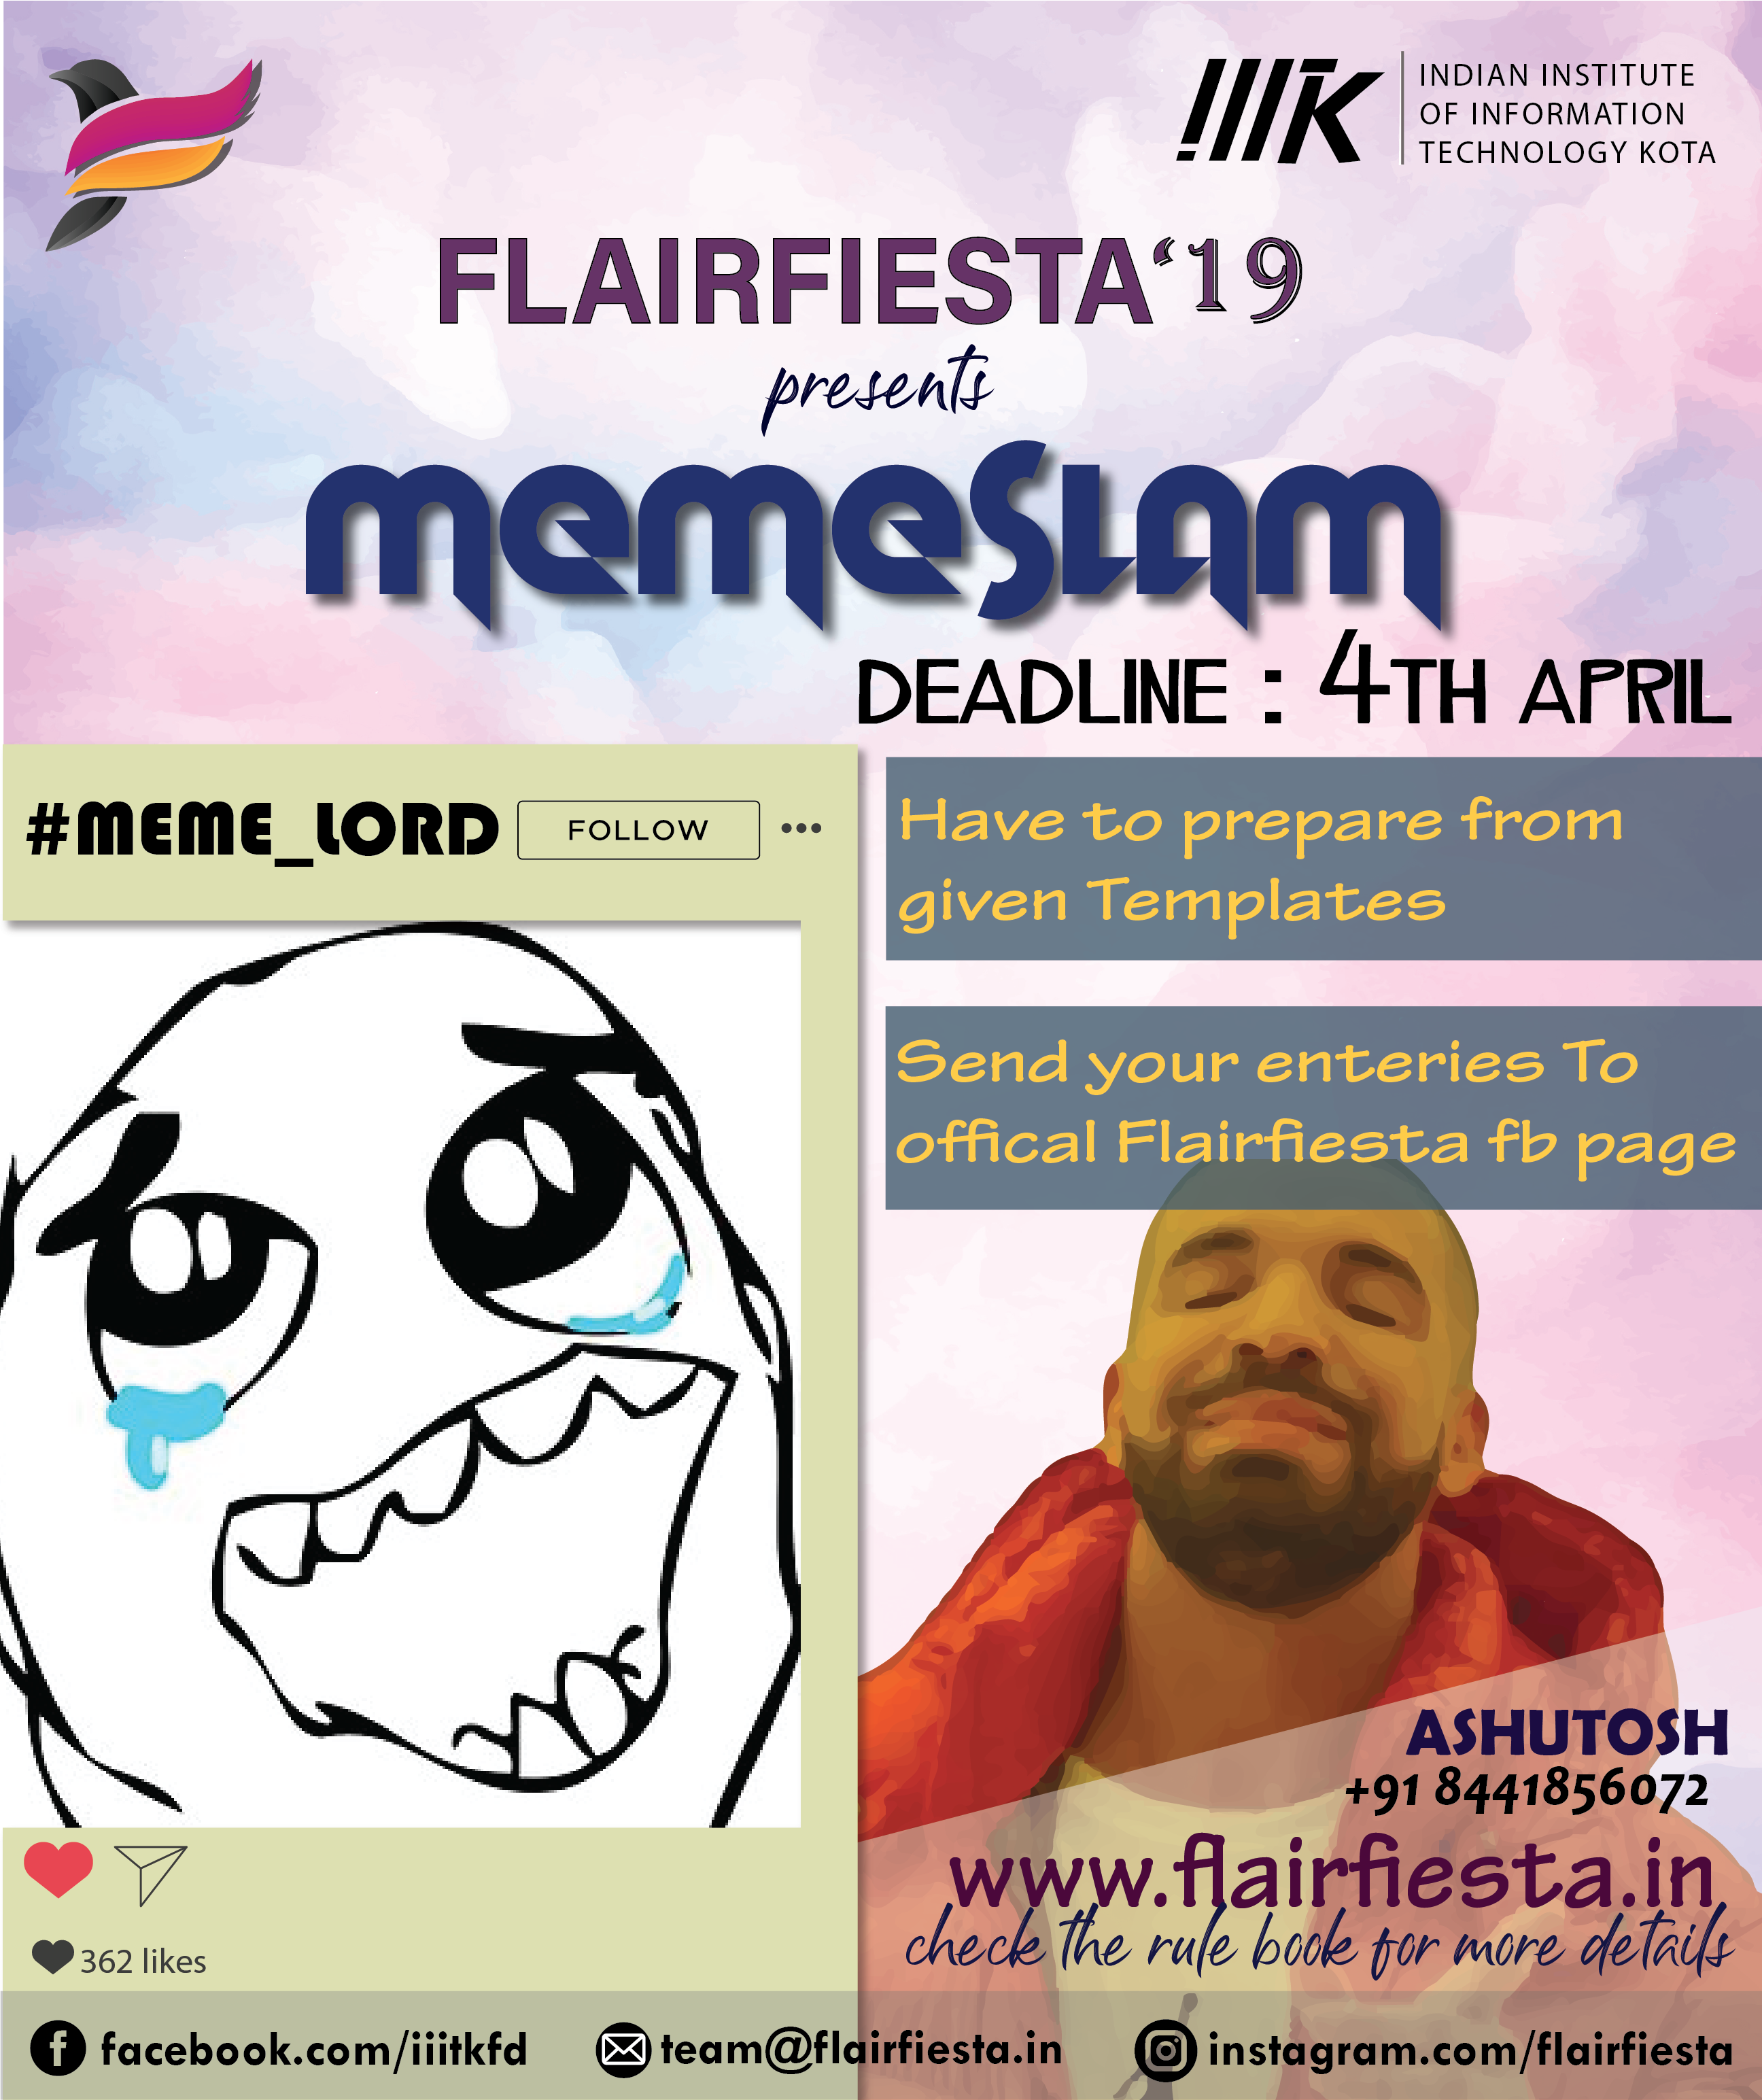 IIITK
INDIAN INSTITUTE
OF INFORMATION
TECHNOLOGY KOTA
FLAIRFIESTA‘19
presents
memeSlam
DEADLINE : 4TH APRIL
#MEME_LORD
FOLLOW
Have to prepare from
given Templates
Send your enteries To
offical Flairfiesta fb page
ASHUTOSH
+91 8441856072
www.flairfiesta.in
check the rule book for more details
362 likes
facebook.com/iiitkfd
team@flairfiesta.in
instagram.com/flairfiesta